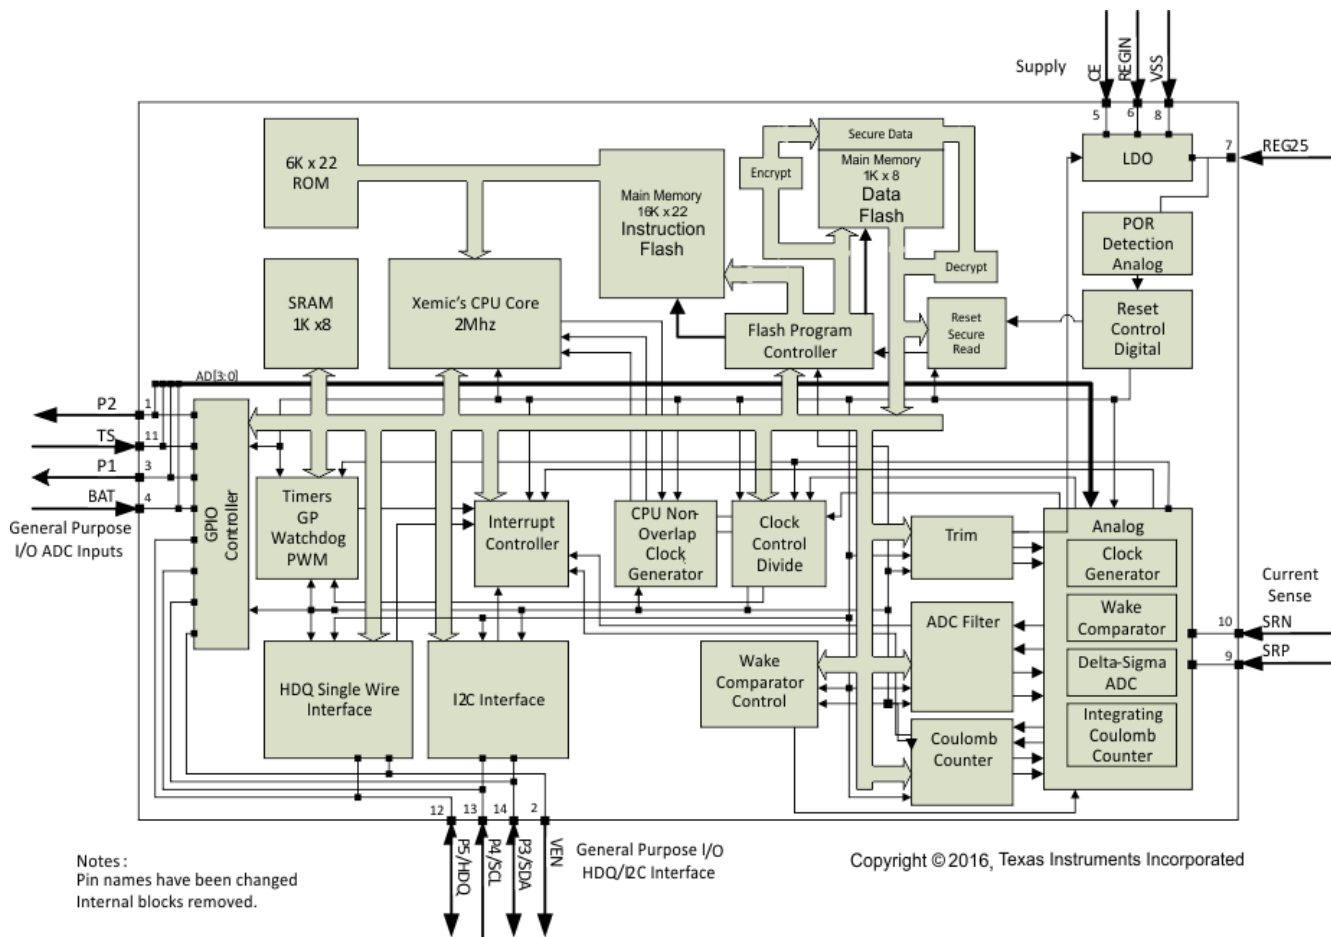 Supply
CE
REGIN
VSS
5
6
8
7
REG25
LDO
6K x 22
ROM
Main Memory
16K x 22
Instruction
Flash
Encrypt
Secure Data
Main Memory
1K x 8
Data
Flash
Decrypt
POR
Detection
Analog
SRAM
1K x8
Xemic's CPU Core
2Mhz
Flash Program
Controller
Reset
Secure
Read
Reset
Control
Digital
AD[3:0]
P2
1
TS
11
P1
3
BAT
4
General Purpose
I/O ADC Inputs
GPIO
Controller
Timers
GP
Watchdog
PWM
Interrupt
Controller
CPU Non-
Overlap
Clock
Generator
Clock
Control
Divide
Trim
Analog
Clock
Generator
Wake
Comparator
Delta-Sigma
ADC
Integrating
Coulomb
Counter
Current
Sense
10
SRN
9
SRP
ADC Filter
HDQ Single Wire
Interface
I2C Interface
Wake
Comparator
Control
Coulomb
Counter
12
13
14
2
P5/HDQ
P4/SCL
P3/SDA
VEN
General Purpose I/O
HDQ/I2C Interface
Notes :
Pin names have been changed
Internal blocks removed.
Copyright © 2016, Texas Instruments Incorporated